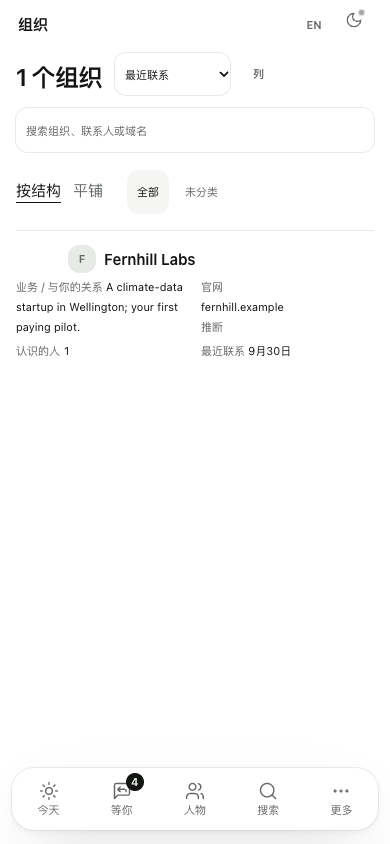 组织
EN
1个组织
最近联系
列
搜索组织、联系人或域名
按结构
平铺
全部
未分类
F
Fernhill Labs
业务 / 与你的关系 A climate-data
startup in Wellington; your first
paying pilot.
官网
fernhill.example
推断
认识的人 1
最近联系 9月30日
今天
4
等你
人物
搜索
更多